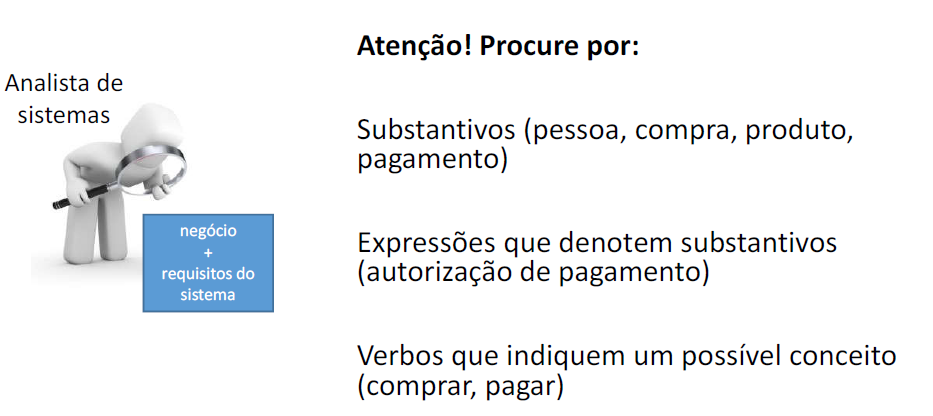 Analista de
sistemas
negócio
+
requisitos do
sistema
Atenção! Procure por:
Substantivos (pessoa, compra, produto,
pagamento)
Expressões que denotem substantivos
(autorização de pagamento)
Verbos que indiquem um possível conceito
(comprar, pagar)